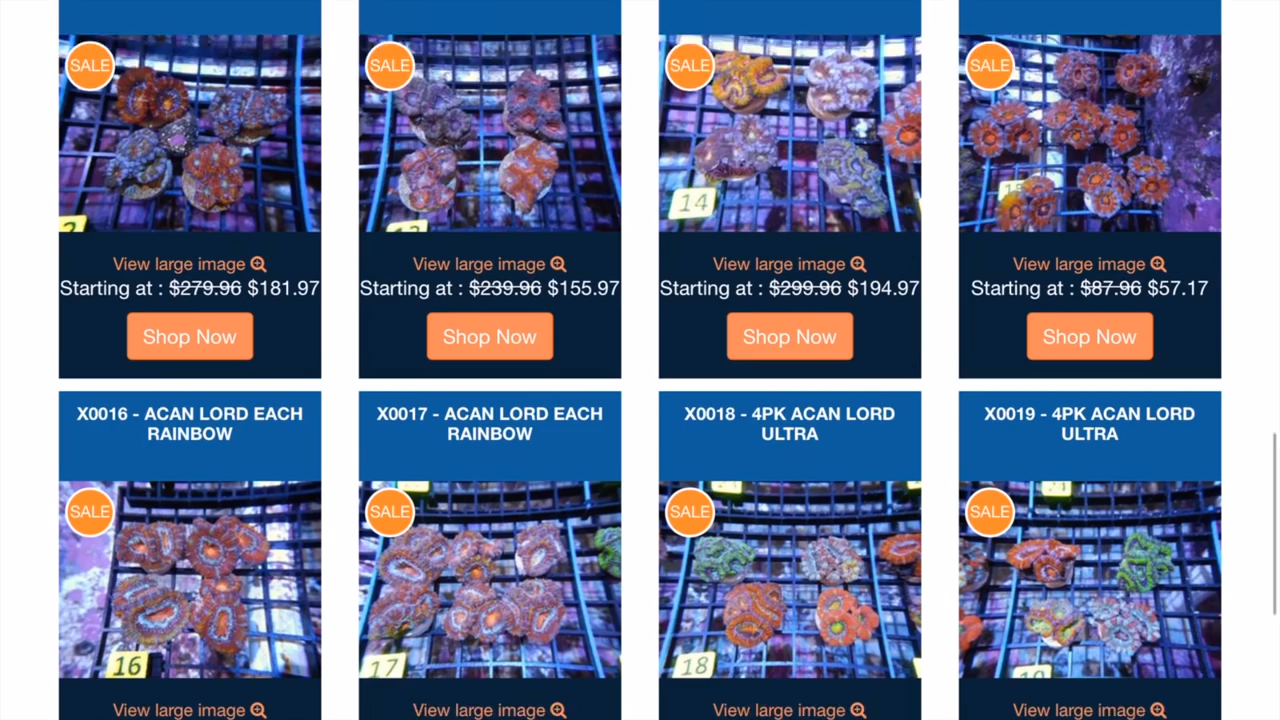 SALE
SALE
SALE
SALE
14
View large image
View large image
View large image
View large image
Starting at : $279.96 $181.97
Starting at : $239.96 $155.97
Starting at : $299.96 $194.97
Starting at : $87.96 $57.17
Shop Now
Shop Now
Shop Now
Shop Now
X0016 - ACAN LORD EACH
RAINBOW
X0017 - ACAN LORD EACH
RAINBOW
X0018 - 4PK ACAN LORD
ULTRA
X0019 - 4PK ACAN LORD
ULTRA
SALE
SALE
SALE
SALE
16
17
18
View large image
View large image
View large image
View large image